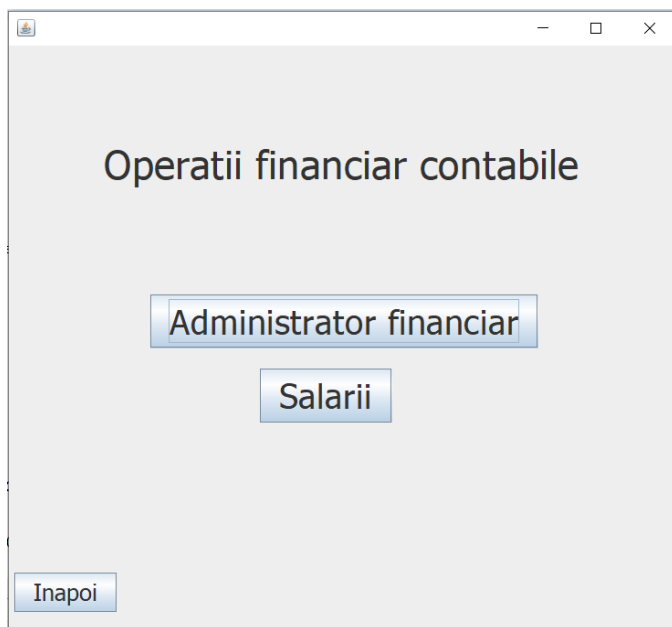 Operatii financiar contabile
Administrator financiar
Salarii
Inapoi